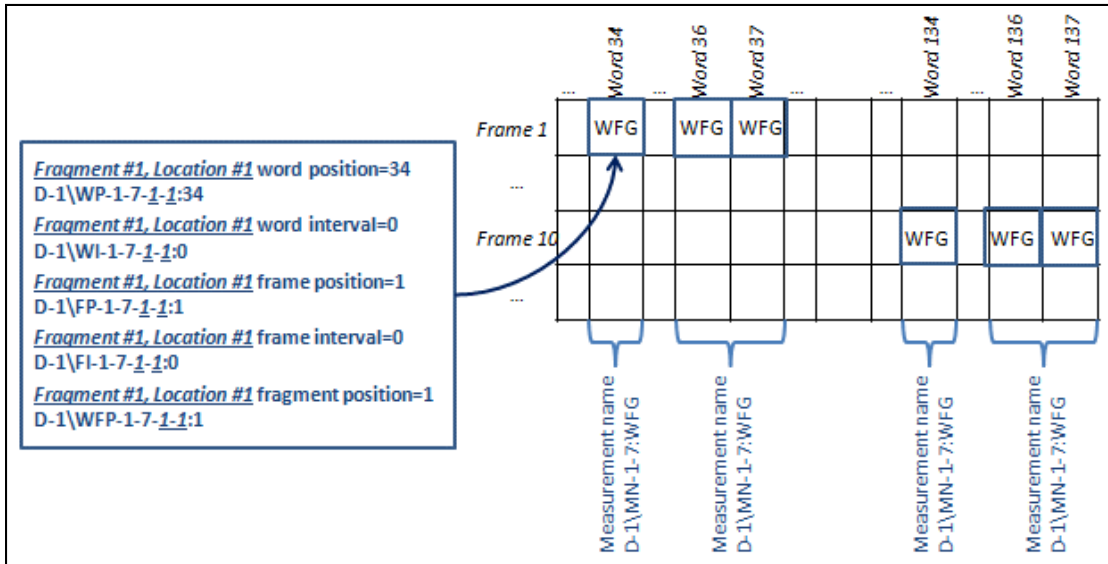 ... Word 34 ... Word 36 Word 37 ... ... Word 134 ... Word 136 Word 137
Frame 1 WFG WFG WFG
...
Frame 10 WFG WFG WFG
...
Fragment #1, Location #1 word position=34
D-1\WP-1-7-1-1:34
Fragment #1, Location #1 word interval=0
D-1\WI-1-7-1-1:0
Fragment #1, Location #1 frame position=1
D-1\FP-1-7-1-1:1
Fragment #1, Location #1 frame interval=0
D-1\FI-1-7-1-1:0
Fragment #1, Location #1 fragment position=1
D-1\WFP-1-7-1-1:1
Measurement name
D-1\MN-1-7:WFG
Measurement name
D-1\MN-1-7:WFG
Measurement name
D-1\MN-1-7:WFG
Measurement name
D-1\MN-1-7:WFG